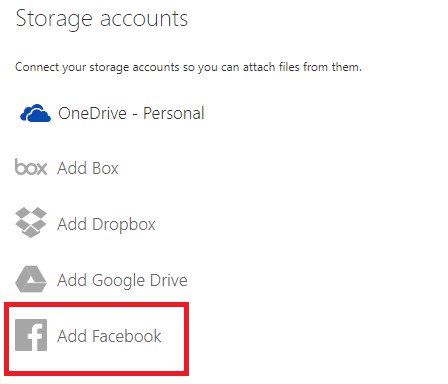 Storage accounts
Connect your storage accounts so you can attach files from them.
OneDrive - Personal
box Add Box
Add Dropbox
Add Google Drive
f Add Facebook